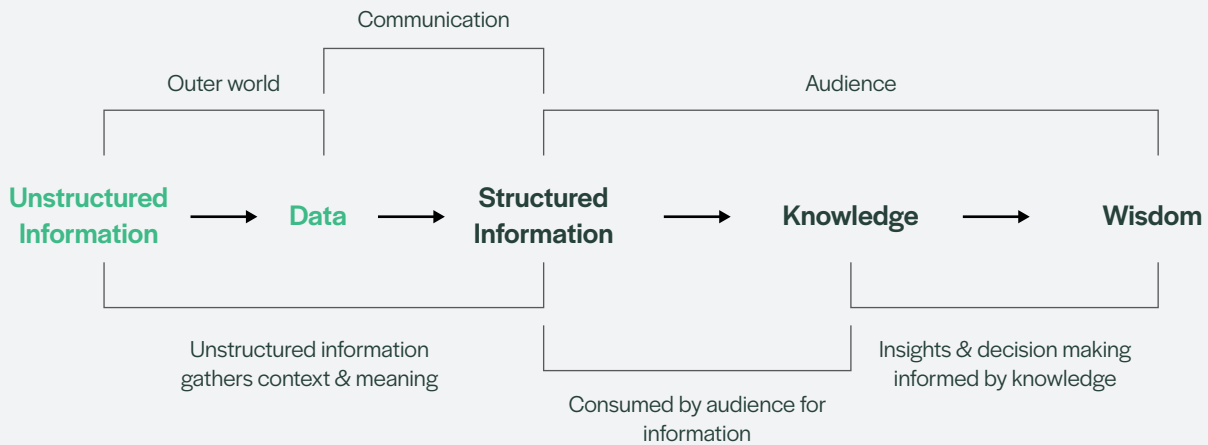 Communication
Outer world
Audience
Unstructured
Information
Data
Structured
Information
Knowledge
Wisdom
Unstructured information
gathers context & meaning
Consumed by audience for
information
Insights & decision making
informed by knowledge